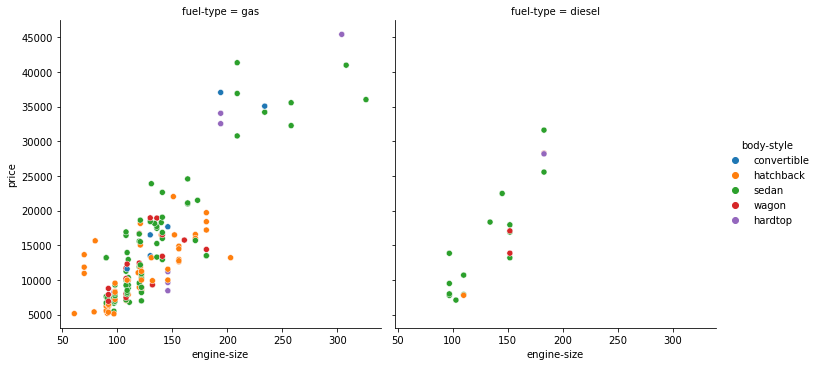 fuel-type = gas
fuel-type = diesel
45000
40000
35000
30000
25000
20000
15000
10000
5000
price
50 100 150 200 250 300
50 100 150 200 250 300
engine-size
engine-size
body-style
convertible
hatchback
sedan
wagon
hardtop